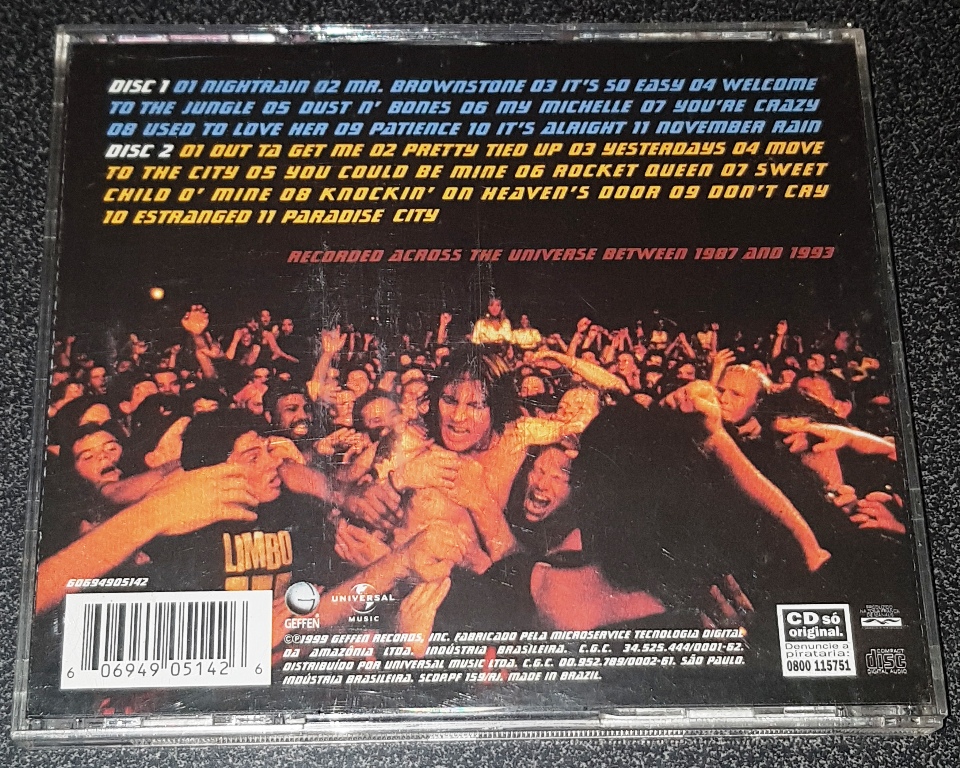 DISC 1 01 NIGHTRAIN 02 MR. BROWNSTONE 03 IT'S SO EASY 04 WELCOME
TO THE JUNGLE 05 DUST N' BONES 06 MY MICHELLE 07 YOU'RE CRAZY
08 USED TO LOVE HER 09 PATIENCE 10 IT'S ALRIGHT 11 NOVEMBER RAIN
DISC 2 01 OUT TA GET ME 02 PRETTY TIED UP 03 YESTERDAYS 04 MOVE
TO THE CITY 05 YOU COULD BE MINE 06 ROCKET QUEEN 07 SWEET
CHILD O' MINE 08 KNOCKIN' ON HEAVEN'S DOOR 09 DON'T CRY
10 ESTRANGED 11 PARADISE CITY
RECORDED ACROSS THE UNIVERSE BETWEEN 1987 AND 1993
LIMBO
60694905142
6 06949 05142 6
GEFFEN
UNIVERSAL
MUSIC
©℗1999 GEFFEN RECORDS, INC. FABRICADO PELA MICROSERVICE TECNOLOGIA DIGITAL
DA AMAZÔNIA LTDA. INDÚSTRIA BRASILEIRA. C.G.C. 34.525.444/0001-62.
DISTRIBUÍDO POR UNIVERSAL MUSIC LTDA. C.G.C. 00.952.789/0002-61. SÃO PAULO.
INDÚSTRIA BRASILEIRA. SCDP.PF 159/RJ. MADE IN BRAZIL.
CD só
original.
Denuncie a
pirataria:
0800 115751
COMPACT
disc
DIGITAL AUDIO